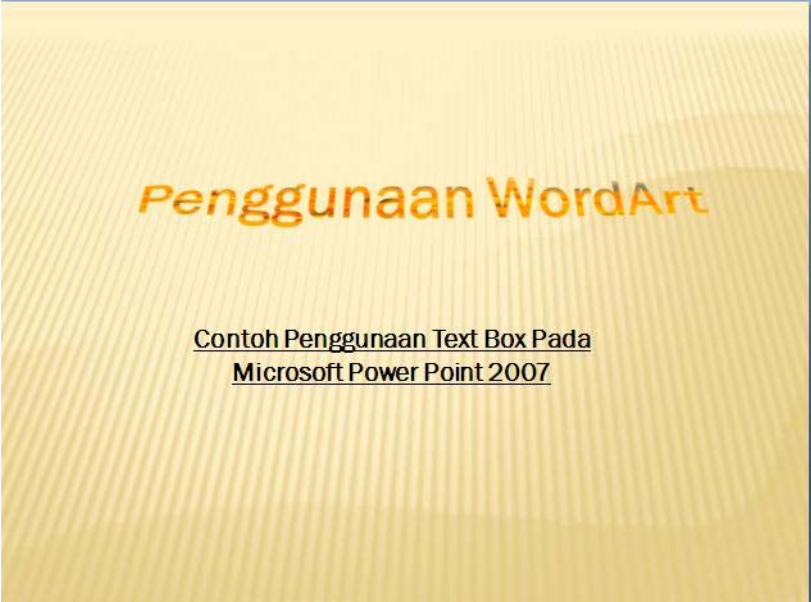 Penggunaan WordArt
Contoh Penggunaan Text Box Pada
Microsoft Power Point 2007